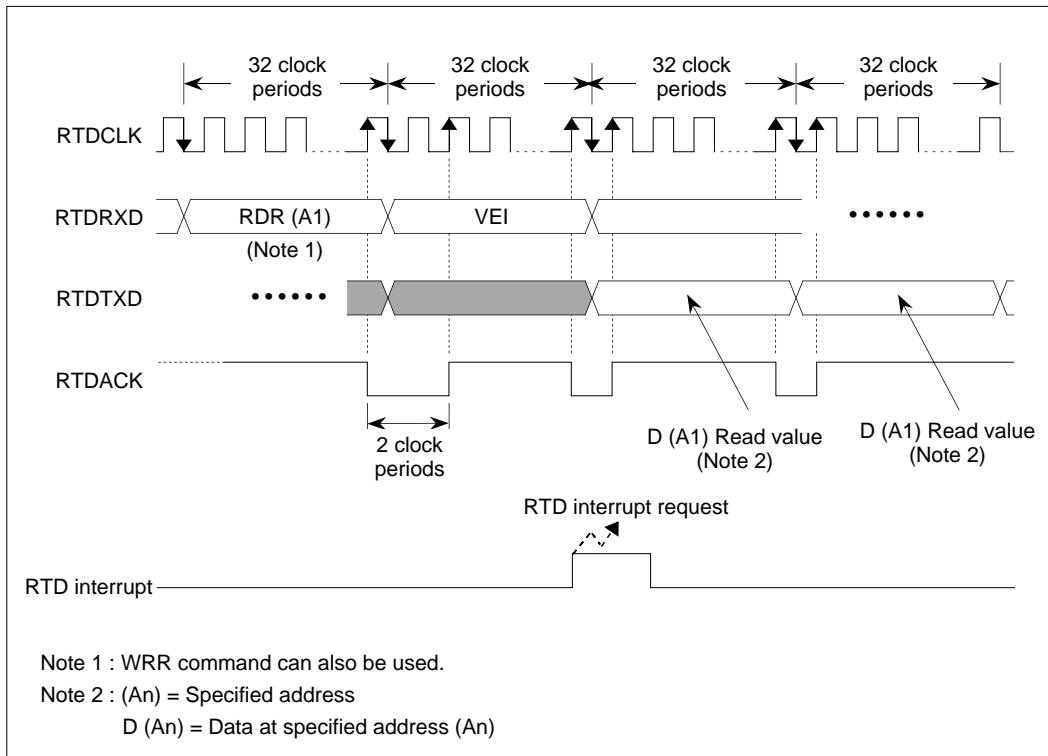 32 clock periods
32 clock periods
32 clock periods
32 clock periods
RTDCLK
RTDRXD
RDR (A1)
(Note 1)
VEI
RTDTXD
RTDACK
2 clock periods
D (A1) Read value
(Note 2)
D (A1) Read value
(Note 2)
RTD interrupt request
RTD interrupt
Note 1 : WRR command can also be used.
Note 2 : (An) = Specified address
D (An) = Data at specified address (An)